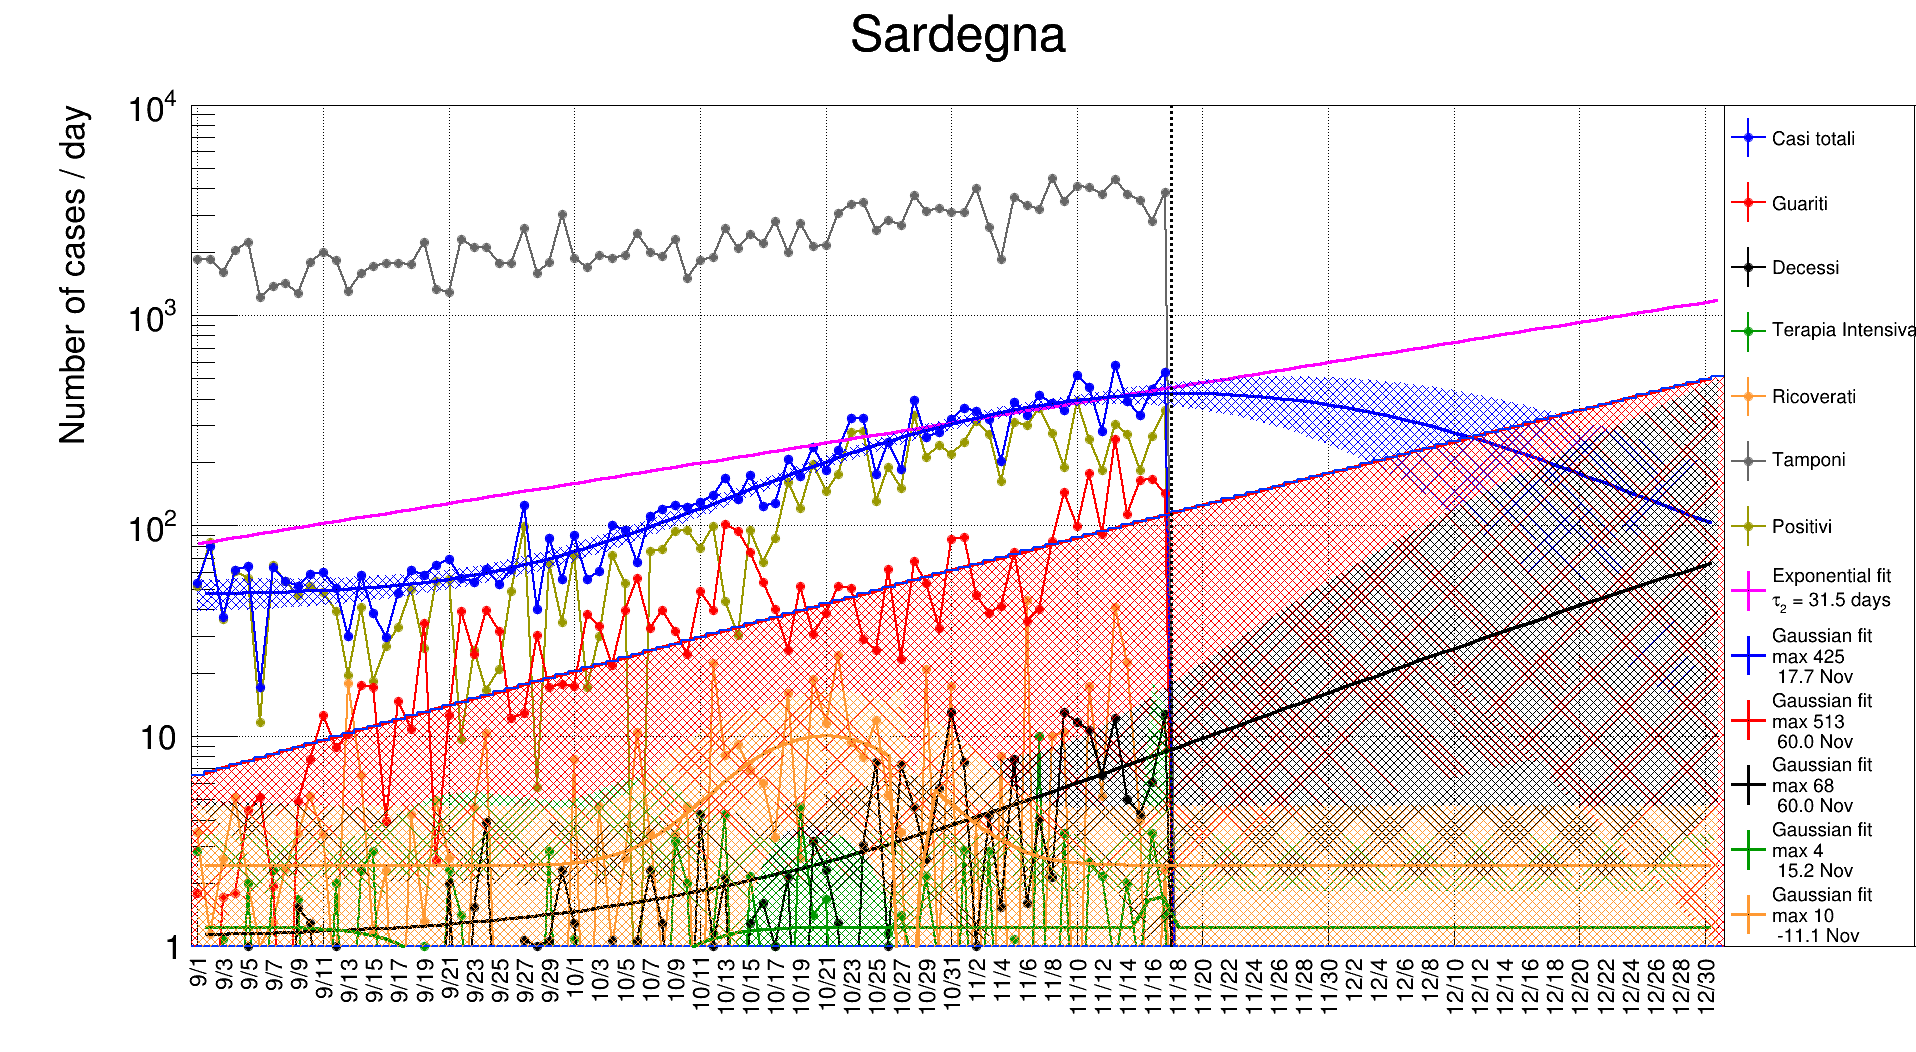 Sardegna
Number of cases / day
10⁴
10³
10²
10
1
9/1
9/3
9/5
9/7
9/9
9/11
9/13
9/15
9/17
9/19
9/21
9/23
9/25
9/27
9/29
10/1
10/3
10/5
10/7
10/9
10/11
10/13
10/15
10/17
10/19
10/21
10/23
10/25
10/27
10/29
10/31
11/2
11/4
11/6
11/8
11/10
11/12
11/14
11/16
11/18
11/20
11/22
11/24
11/26
11/28
11/30
12/2
12/4
12/6
12/8
12/10
12/12
12/14
12/16
12/18
12/20
12/22
12/24
12/26
12/28
12/30
Casi totali
Guariti
Decessi
Terapia Intensiva
Ricoverati
Tamponi
Positivi
Exponential fit
τ₂ = 31.5 days
Gaussian fit
max 425
17.7 Nov
Gaussian fit
max 513
60.0 Nov
Gaussian fit
max 68
60.0 Nov
Gaussian fit
max 4
15.2 Nov
Gaussian fit
max 10
-11.1 Nov